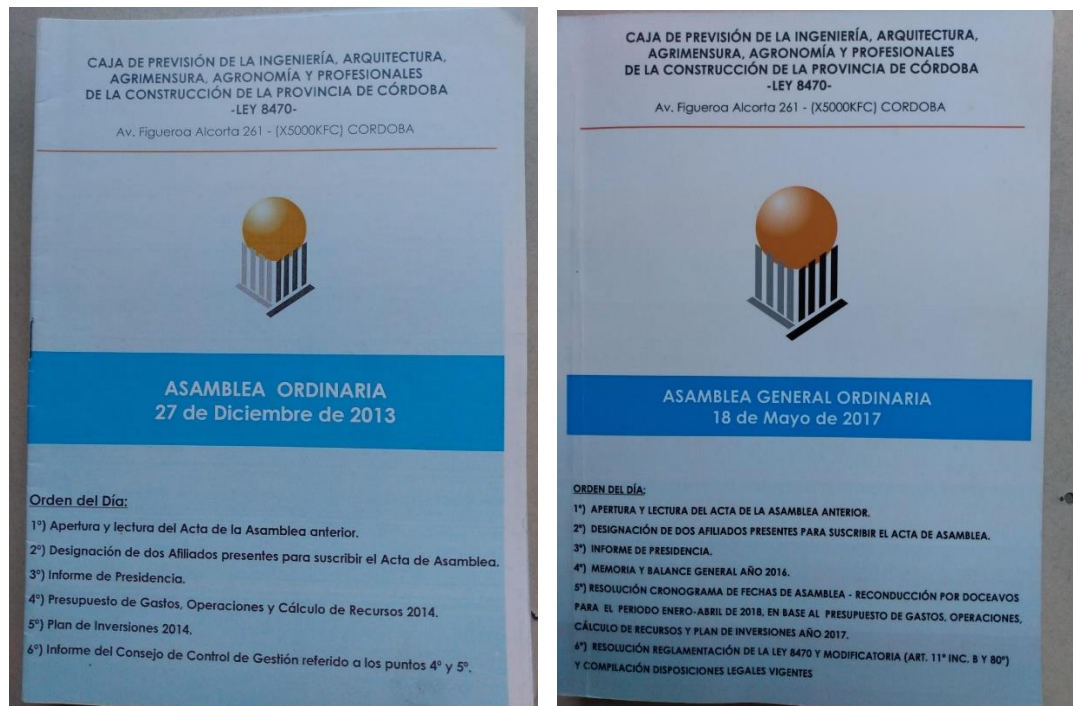 CAJA DE PREVISIÓN DE LA INGENIERÍA, ARQUITECTURA,
AGRIMENSURA, AGRONOMÍA Y PROFESIONALES
DE LA CONSTRUCCIÓN DE LA PROVINCIA DE CÓRDOBA
-LEY 8470-
Av. Figueroa Alcorta 261 - (X5000KFC) CORDOBA
ASAMBLEA ORDINARIA
27 de Diciembre de 2013
Orden del Día:
1º) Apertura y lectura del Acta de la Asamblea anterior.
2º) Designación de dos Afiliados presentes para suscribir el Acta de Asamblea.
3º) Informe de Presidencia.
4º) Presupuesto de Gastos, Operaciones y Cálculo de Recursos 2014.
5º) Plan de Inversiones 2014.
6º) Informe del Consejo de Control de Gestión referido a los puntos 4º y 5º.
CAJA DE PREVISIÓN DE LA INGENIERÍA, ARQUITECTURA,
AGRIMENSURA, AGRONOMÍA Y PROFESIONALES
DE LA CONSTRUCCIÓN DE LA PROVINCIA DE CÓRDOBA
-LEY 8470-
Av. Figueroa Alcorta 261 - (X5000KFC) CORDOBA
ASAMBLEA GENERAL ORDINARIA
18 de Mayo de 2017
ORDEN DEL DÍA:
1º) APERTURA Y LECTURA DEL ACTA DE LA ASAMBLEA ANTERIOR.
2º) DESIGNACIÓN DE DOS AFILIADOS PRESENTES PARA SUSCRIBIR EL ACTA DE ASAMBLEA.
3º) INFORME DE PRESIDENCIA.
4º) MEMORIA Y BALANCE GENERAL AÑO 2016.
5º) RESOLUCIÓN CRONOGRAMA DE FECHAS DE ASAMBLEA - RECONDUCCIÓN POR DOCEAVOS
PARA EL PERIODO ENERO-ABRIL DE 2018, EN BASE AL PRESUPUESTO DE GASTOS, OPERACIONES,
CÁLCULO DE RECURSOS Y PLAN DE INVERSIONES AÑO 2017.
6º) RESOLUCIÓN REGLAMENTACIÓN DE LA LEY 8470 Y MODIFICATORIA (ART. 11º INC. B Y 80º)
Y COMPILACIÓN DISPOSICIONES LEGALES VIGENTES